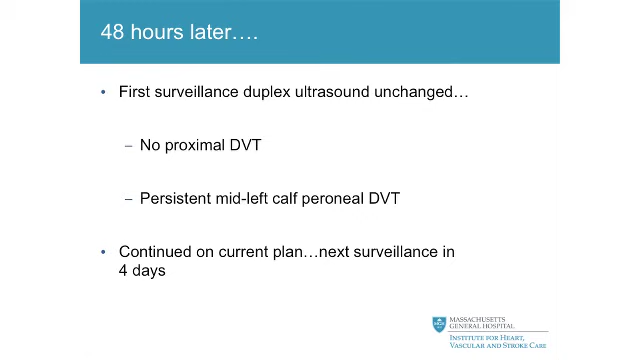 48 hours later….
• First surveillance duplex ultrasound unchanged…
– No proximal DVT
– Persistent mid-left calf peroneal DVT
• Continued on current plan…next surveillance in
4 days
MASSACHUSETTS
GENERAL HOSPITAL
INSTITUTE FOR HEART,
VASCULAR AND STROKE CARE